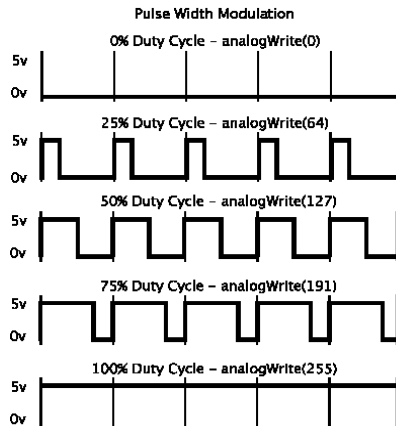 Pulse Width Modulation
0% Duty Cycle - analogWrite(0)
5v
0v
25% Duty Cycle - analogWrite(64)
5v
0v
50% Duty Cycle - analogWrite(127)
5v
0v
75% Duty Cycle - analogWrite(191)
5v
0v
100% Duty Cycle - analogWrite(255)
5v
0v